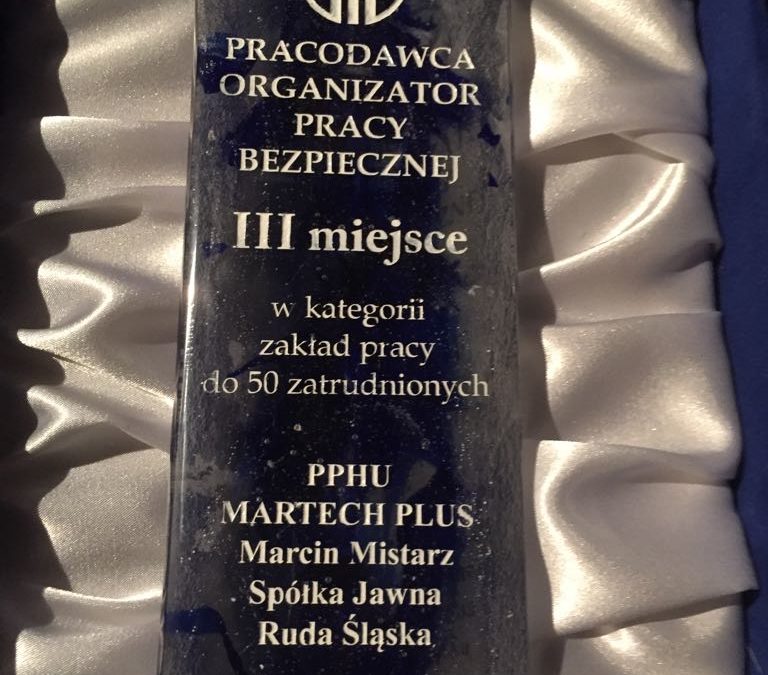 PRACODAWCA
ORGANIZATOR
PRACY
BEZPIECZNEJ
III miejsce
w kategorii
zakład pracy
do 50 zatrudnionych
PPHU
MARTECH PLUS
Marcin Mistarz
Spółka Jawna
Ruda Śląska